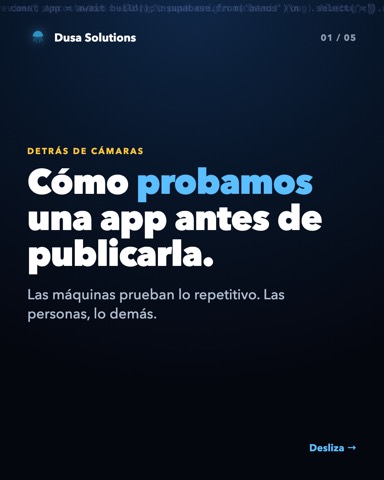 Dusa Solutions
01 / 05
DETRÁS DE CÁMARAS
Cómo probamos
una app antes de
publicarla.
Las máquinas prueban lo repetitivo. Las
personas, lo demás.
Desliza →